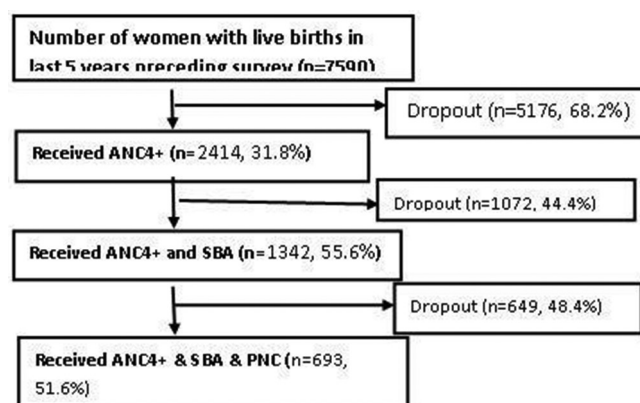 Number of women with live births in
last 5 years preceding survey (n=7590)
Dropout (n=5176, 68.2%)
Received ANC4+ (n=2414, 31.8%)
Dropout (n=1072, 44.4%)
Received ANC4+ and SBA (n=1342, 55.6%)
Dropout (n=649, 48.4%)
Received ANC4+ & SBA & PNC (n=693,
51.6%)